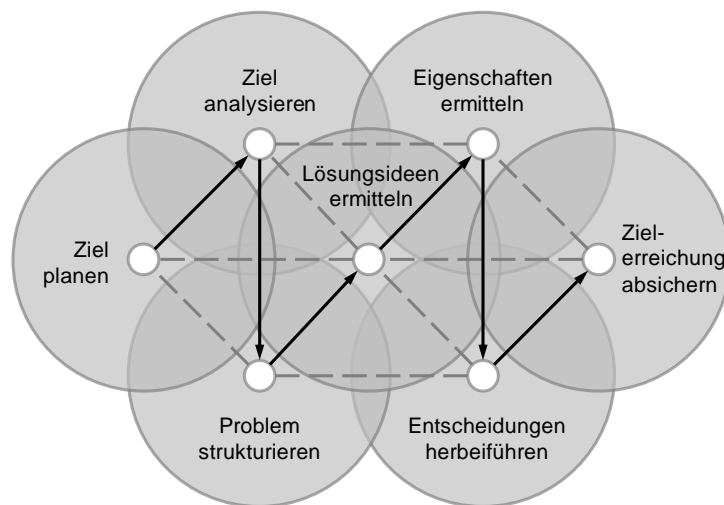 Ziel
analysieren
Eigenschaften
ermitteln
Lösungsideen
ermitteln
Ziel
planen
Ziel-
erreichung
absichern
Problem
strukturieren
Entscheidungen
herbeiführen